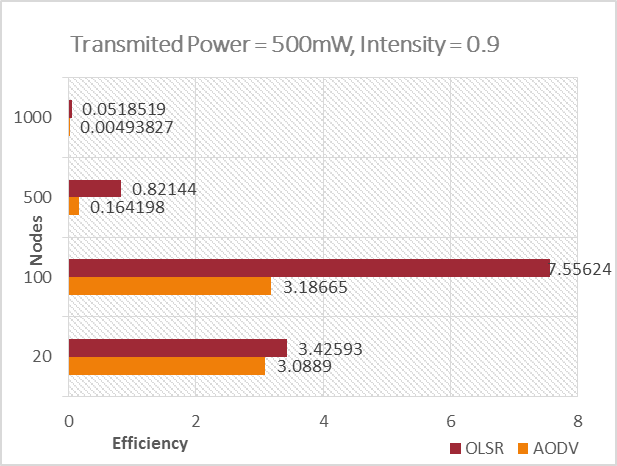 Transmited Power = 500mW, Intensity = 0.9
1000
0.0518519
0.00493827
500
0.82144
0.164198
Nodes
100
7.55624
3.18665
20
3.42593
3.0889
0 2 4 6 8
Efficiency
OLSR AODV